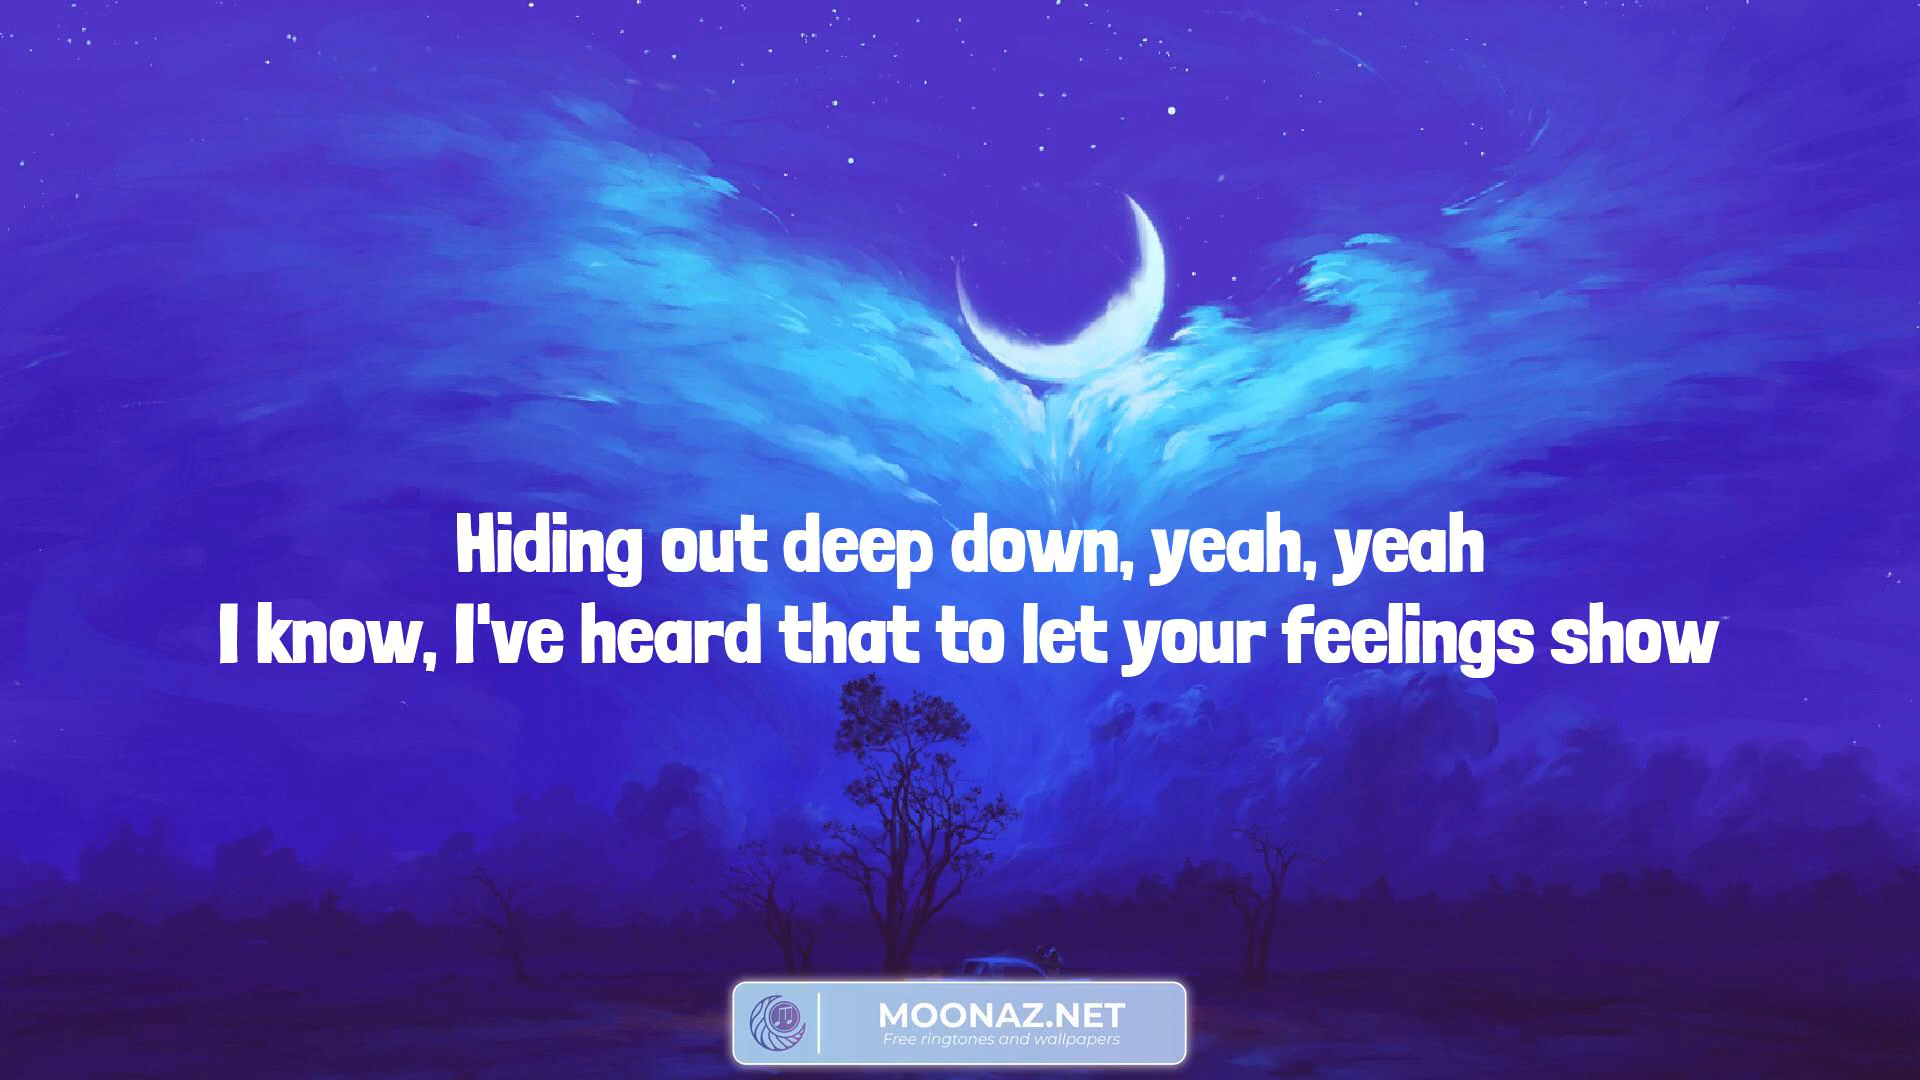 Hiding out deep down, yeah, yeah
I know, I've heard that to let your feelings show
MOONAZ.NET
Free ringtones and wallpapers